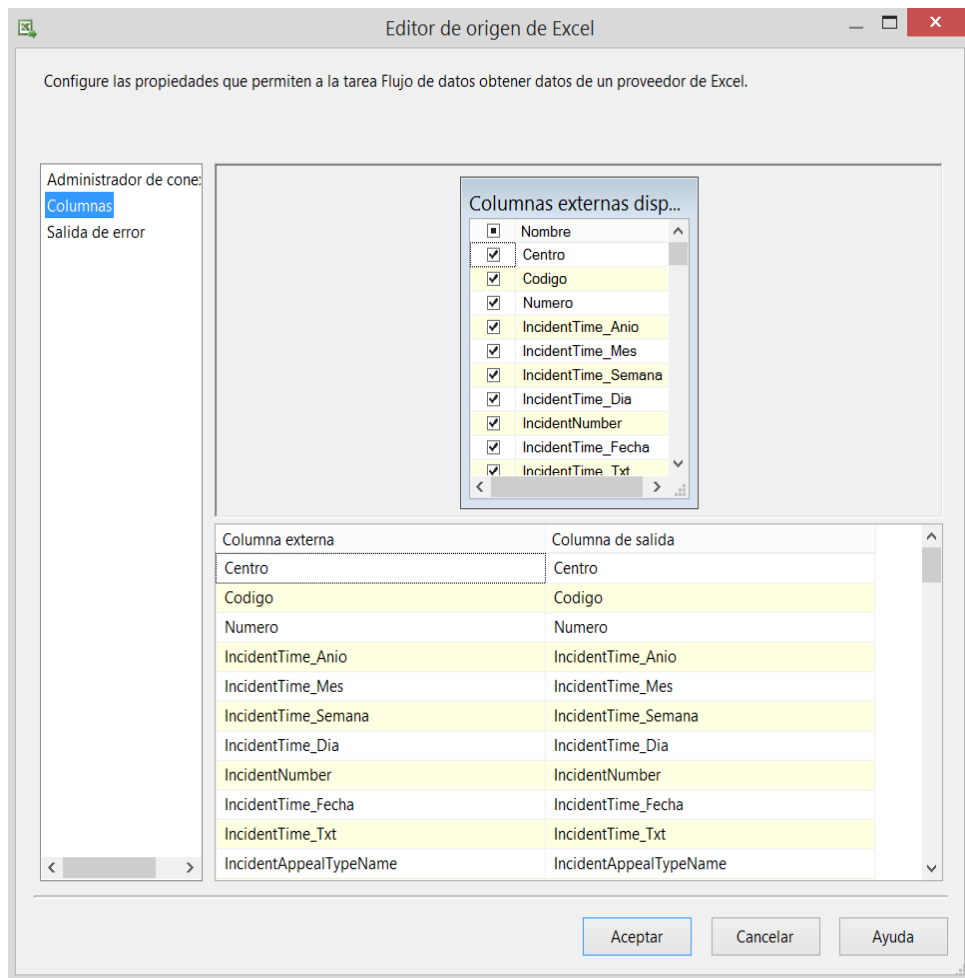 Editor de origen de Excel
Configure las propiedades que permiten a la tarea Flujo de datos obtener datos de un proveedor de Excel.
Administrador de cone
Columnas
Salida de error
Columnas externas disp...
Nombre
Centro
Codigo
Numero
IncidentTime_Anio
IncidentTime_Mes
IncidentTime_Semana
IncidentTime_Dia
IncidentNumber
IncidentTime_Fecha
IncidentTime_Txt
Columna externa Columna de salida
Centro Centro
Codigo Codigo
Numero Numero
IncidentTime_Anio IncidentTime_Anio
IncidentTime_Mes IncidentTime_Mes
IncidentTime_Semana IncidentTime_Semana
IncidentTime_Dia IncidentTime_Dia
IncidentNumber IncidentNumber
IncidentTime_Fecha IncidentTime_Fecha
IncidentTime_Txt IncidentTime_Txt
IncidentAppealTypeName IncidentAppealTypeName
Aceptar Cancelar Ayuda